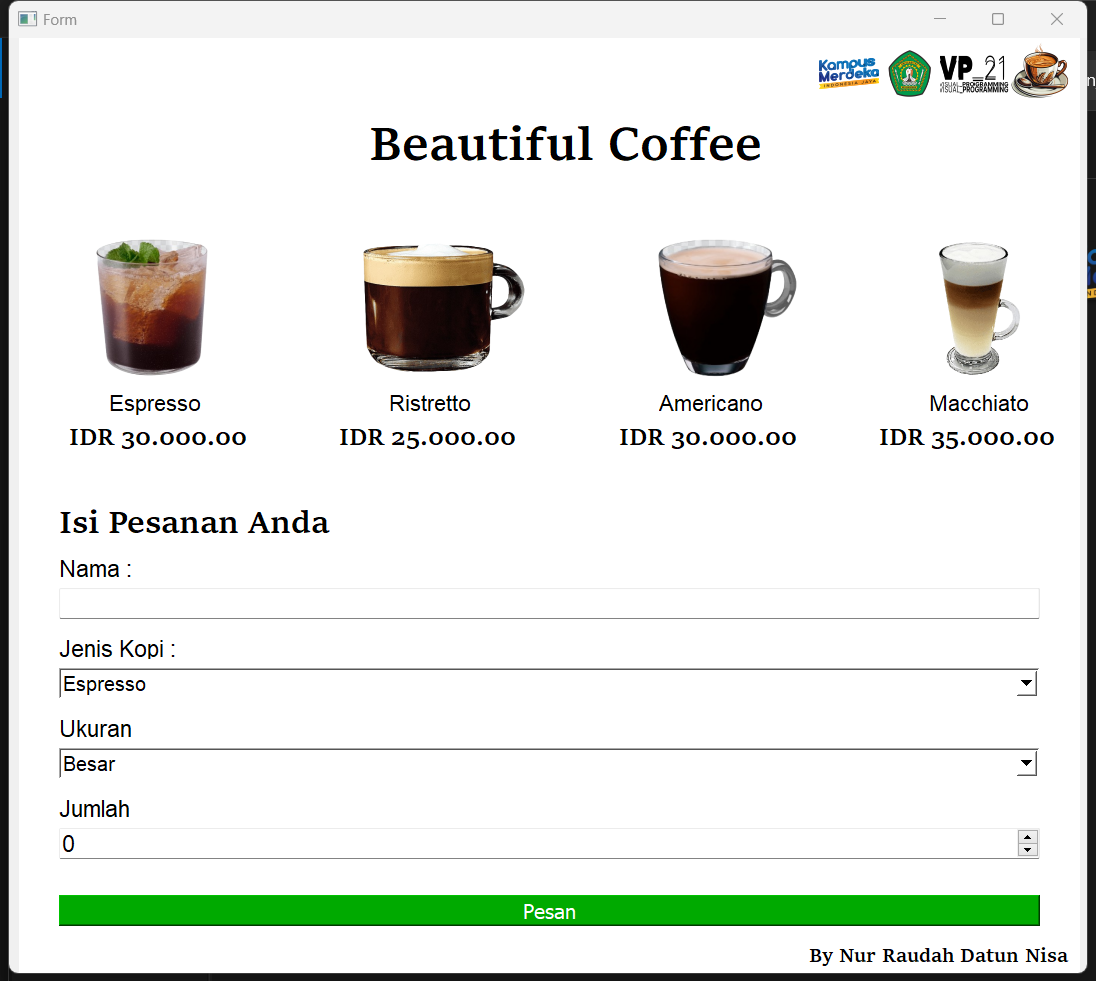 Form
Kampus
Merdeka
INDONESIA JAYA
VP_21
VISUAL_PROGRAMMING
VISUAL_PROGRAMMING
Beautiful Coffee
Espresso Ristretto Americano Macchiato
IDR 30.000.00 IDR 25.000.00 IDR 30.000.00 IDR 35.000.00
Isi Pesanan Anda
Nama :
Jenis Kopi :
Espresso
Ukuran
Besar
Jumlah
0
Pesan
By Nur Raudah Datun Nisa